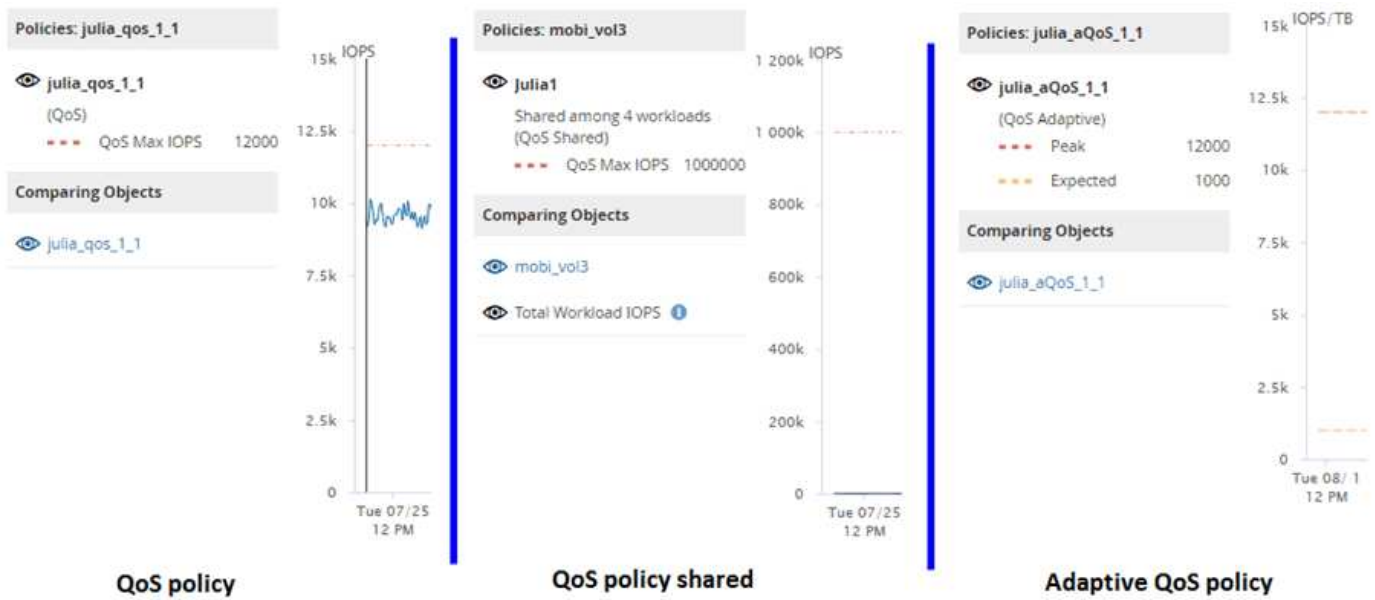 Policies: julia_qos_1_1
julia_qos_1_1
(QoS)
QoS Max IOPS 12000
Comparing Objects
julia_qos_1_1
IOPS
15k
12.5k
10k
7.5k
5k
2.5k
0
Tue 07/25
12 PM
QoS policy
Policies: mobi_vol3
Julia1
Shared among 4 workloads
(QoS Shared)
QoS Max IOPS 1000000
Comparing Objects
mobi_vol3
Total Workload IOPS
IOPS
1 200k
1 000k
800k
600k
400k
200k
0
Tue 07/25
12 PM
QoS policy shared
Policies: julia_aQoS_1_1
julia_aQoS_1_1
(QoS Adaptive)
Peak 12000
Expected 1000
Comparing Objects
julia_aQoS_1_1
IOPS/TB
15k
12.5k
10k
7.5k
5k
2.5k
0
Tue 08/ 1
12 PM
Adaptive QoS policy